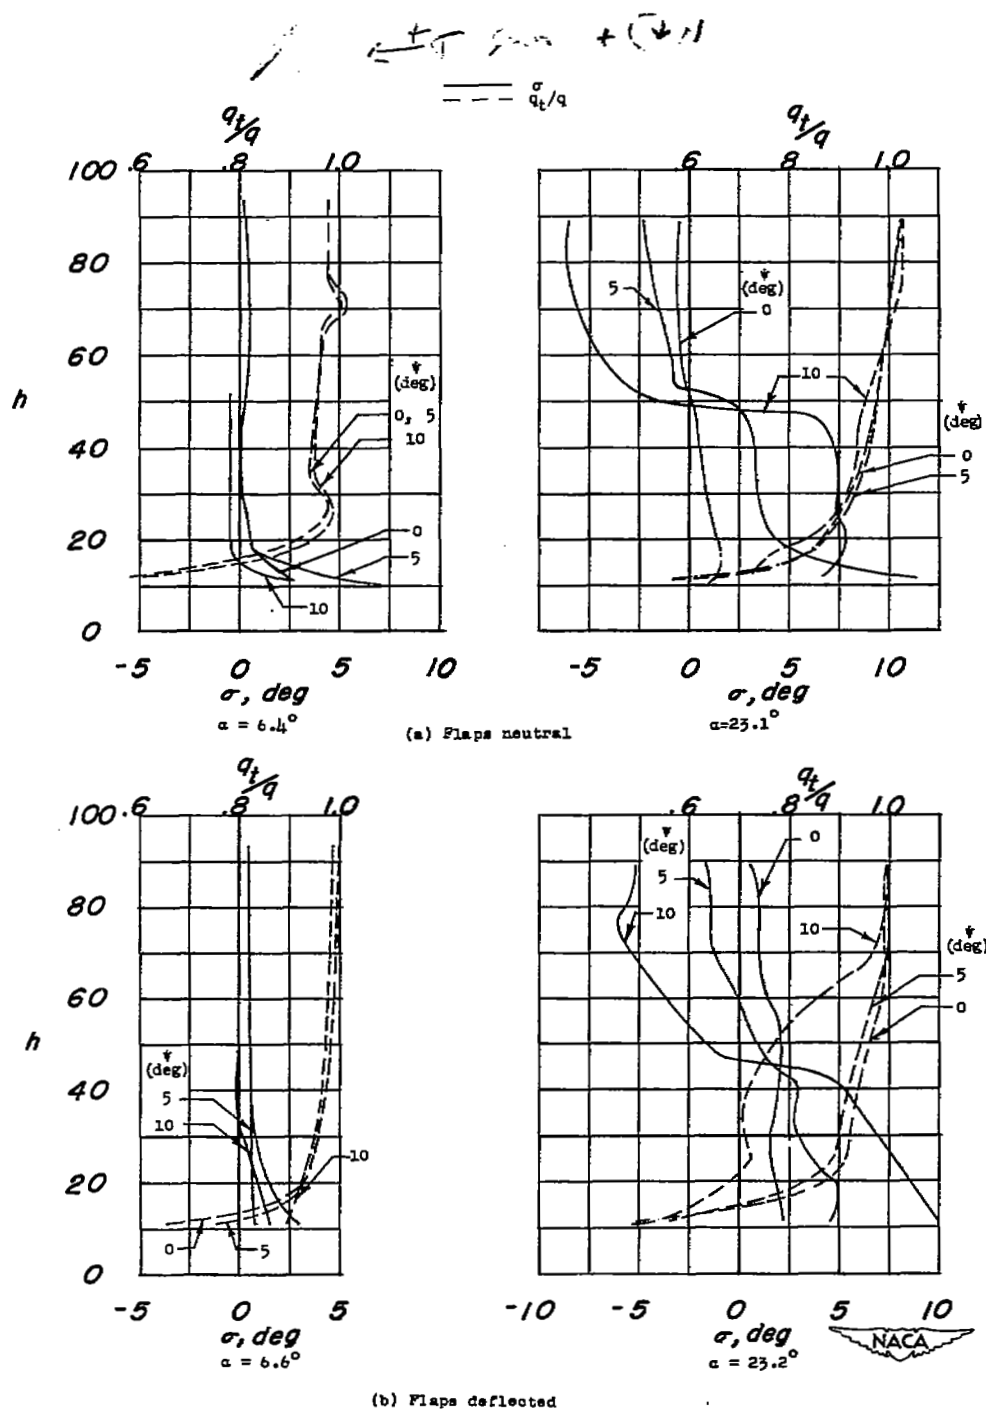 σ
q_t/q
q_t/q
q_t/q
100 .6 .8 1.0
.6 .8 1.0
80
ψ
(deg)
5
0
60
10
ψ
(deg)
h
0, 5
10
ψ
(deg)
40
0
5
20
0
5
10
0
-5 0 5 10
-5 0 5 10
σ, deg
σ, deg
α = 6.4°
α=23.1°
(a) Flaps neutral
q_t/q
q_t/q
100 .6 .8 1.0
.6 .8 1.0
ψ
(deg)
0
5
80
10
10
ψ
(deg)
5
60
0
h
ψ
(deg)
40
5
10
10
20
0
5
0
-5 0 5
-10 -5 0 5 10
σ, deg
σ, deg
NACA
α = 6.6°
α = 23.2°
(b) Flaps deflected